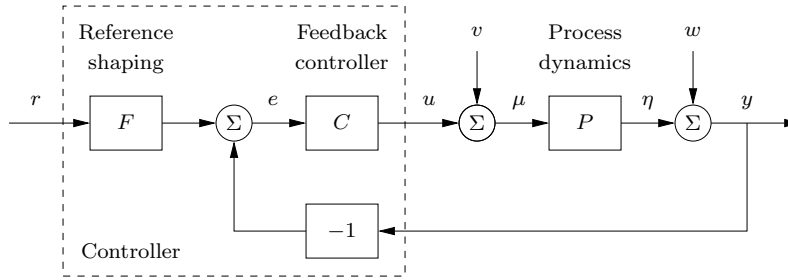 Reference
shaping
Feedback
controller
v
Process
dynamics
w
r
F
Σ
e
C
u
Σ
μ
P
η
Σ
y
−1
Controller